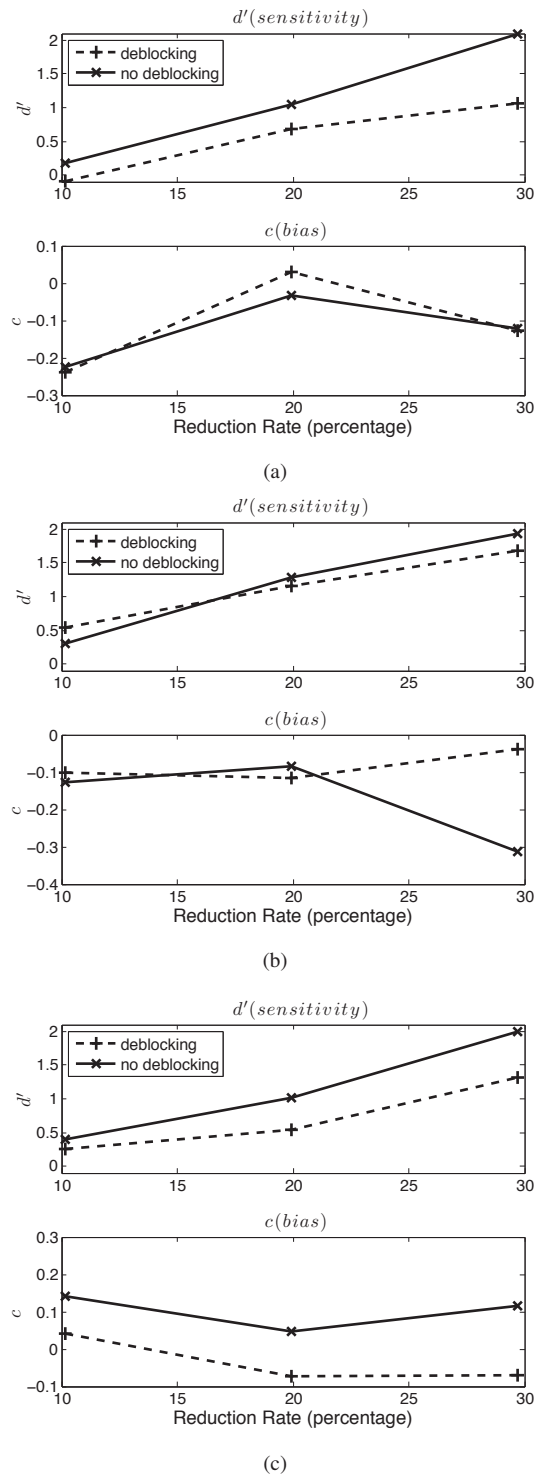 d′(sensitivity)
2
1.5
1
0.5
0
d′
deblocking
no deblocking
10 15 20 25 30
c(bias)
0.1
0
−0.1
−0.2
−0.3
c
10 15 20 25 30
Reduction Rate (percentage)
(a)
d′(sensitivity)
2
1.5
1
0.5
0
d′
deblocking
no deblocking
10 15 20 25 30
c(bias)
0
−0.1
−0.2
−0.3
−0.4
c
10 15 20 25 30
Reduction Rate (percentage)
(b)
d′(sensitivity)
2
1.5
1
0.5
0
d′
deblocking
no deblocking
10 15 20 25 30
c(bias)
0.3
0.2
0.1
0
−0.1
c
10 15 20 25 30
Reduction Rate (percentage)
(c)